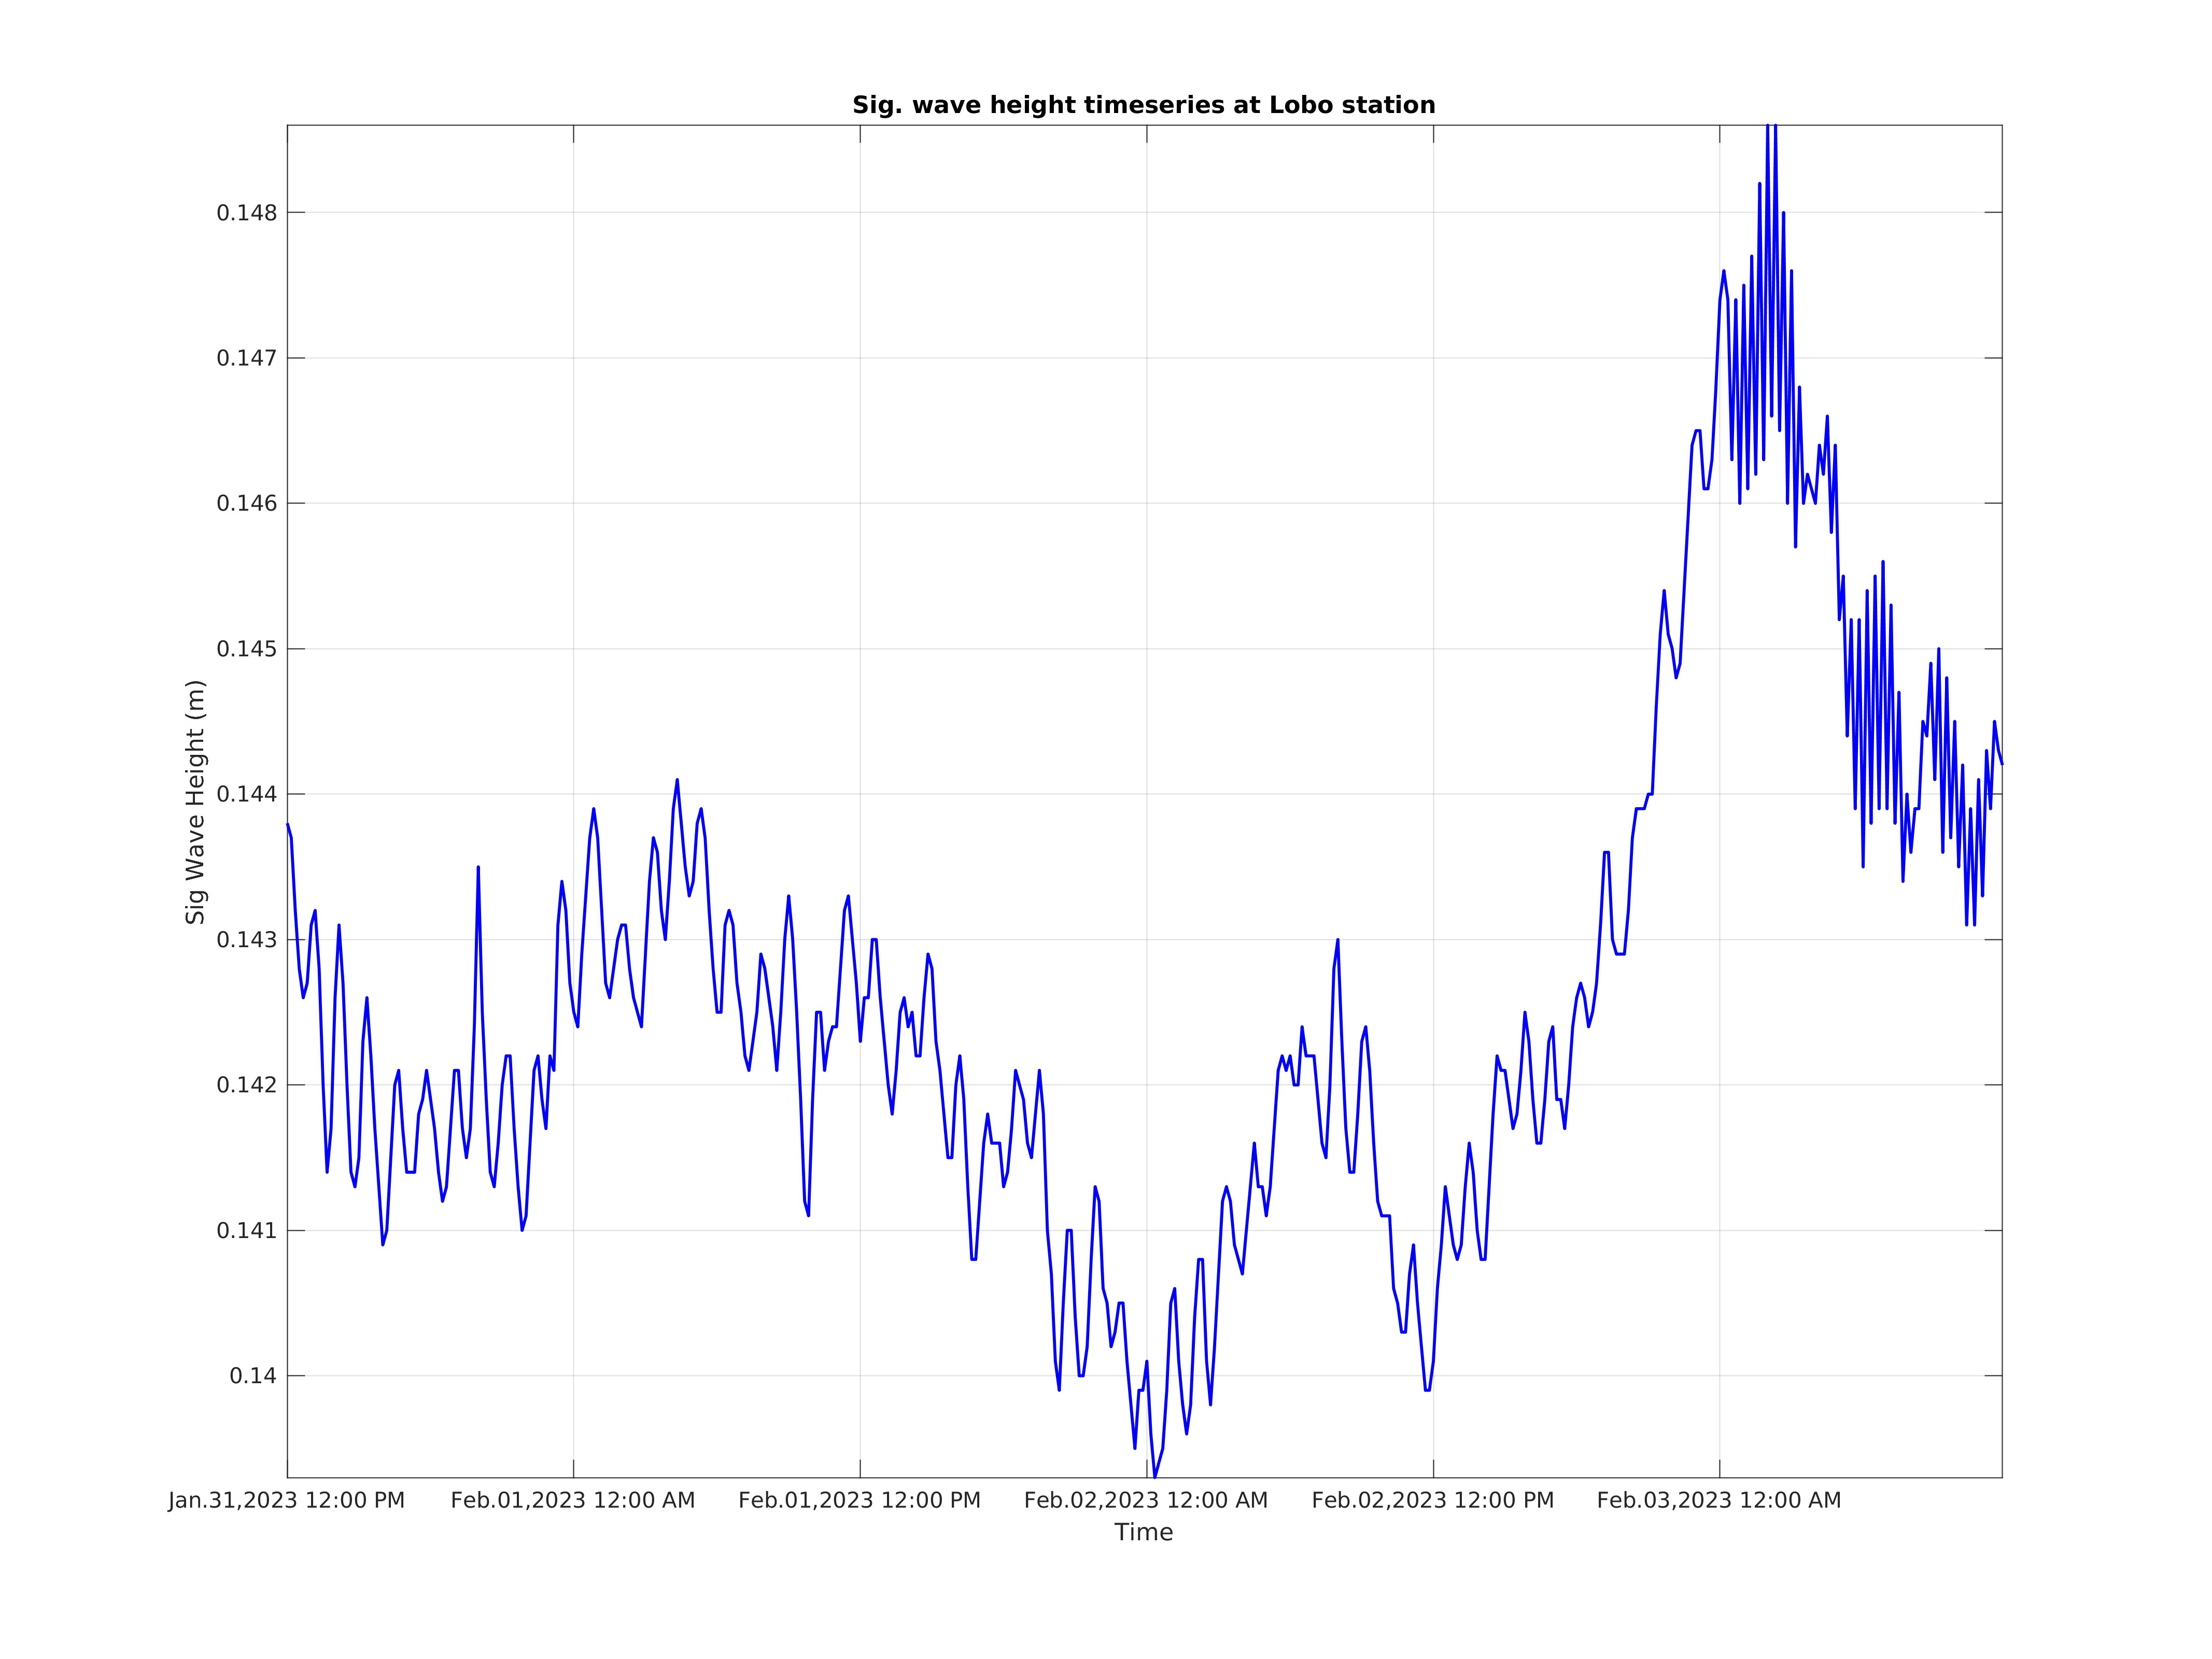 Sig. wave height timeseries at Lobo station
0.148
0.147
0.146
0.145
0.144
0.143
0.142
0.141
0.14
Sig Wave Height (m)
Jan.31,2023 12:00 PM Feb.01,2023 12:00 AM Feb.01,2023 12:00 PM Feb.02,2023 12:00 AM Feb.02,2023 12:00 PM Feb.03,2023 12:00 AM
Time